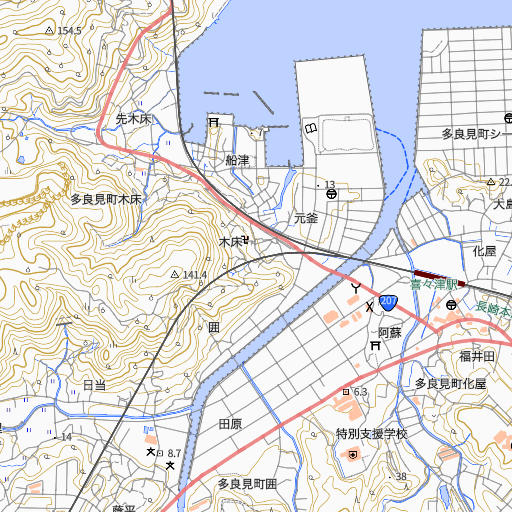 154.5
先木床
多良見町シー
船津
7
22.
13
多良見町木床
大島
元釜
木床
化屋
141.4
喜々津駅
207
長崎本
囲
阿蘇
福井田
日当
6.3
多良見町化屋
田原
特別支援学校
14
8.7
38
多良見町囲